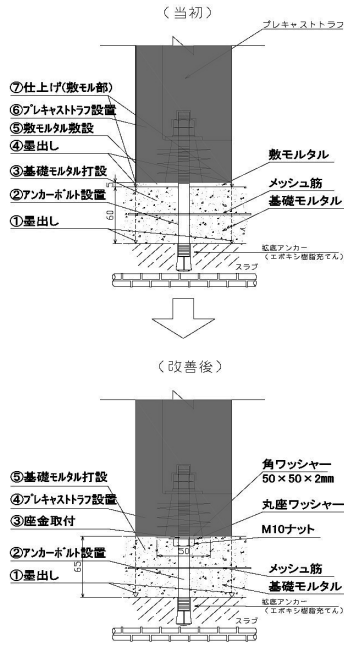 (当初)
プレキャストトラフ
⑦仕上げ(敷モル部)
⑥プレキャストトラフ設置
⑤敷モルタル敷設
④墨出し
③基礎モルタル打設
②アンカーボルト設置
①墨出し
5
60
敷モルタル
メッシュ筋
基礎モルタル
拡底アンカー
(エポキシ樹脂充てん)
スラブ
(改善後)
⑤基礎モルタル打設
④プレキャストトラフ設置
③座金取付
②アンカーボルト設置
①墨出し
65
50
角ワッシャー
50×50×2mm
丸座ワッシャー
M10ナット
メッシュ筋
基礎モルタル
拡底アンカー
(エポキシ樹脂充てん)
スラブ